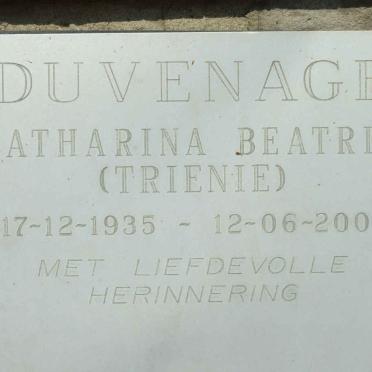 DUVENAGE
ATHARINA BEATRI
(TRIENIE)
17-12-1935 - 12-06-200
MET LIEFDEVOLLE
HERINNERING